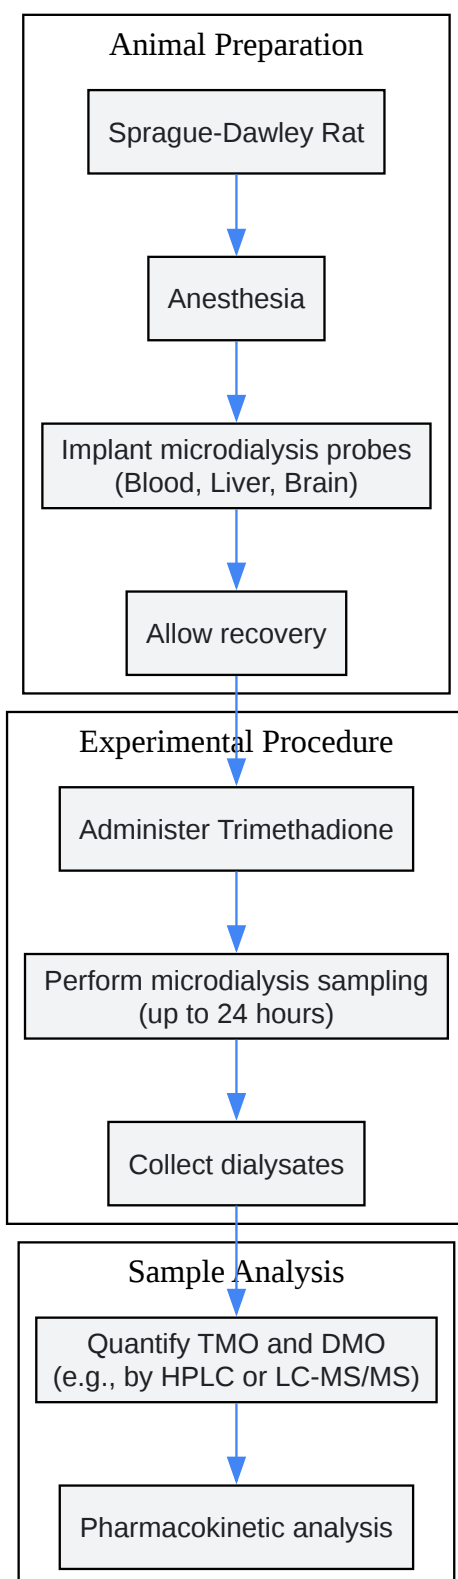 Animal Preparation
Sprague-Dawley Rat
Anesthesia
Implant microdialysis probes
(Blood, Liver, Brain)
Allow recovery
Experimental Procedure
Administer Trimethadione
Perform microdialysis sampling
(up to 24 hours)
Collect dialysates
Sample Analysis
Quantify TMO and DMO
(e.g., by HPLC or LC-MS/MS)
Pharmacokinetic analysis